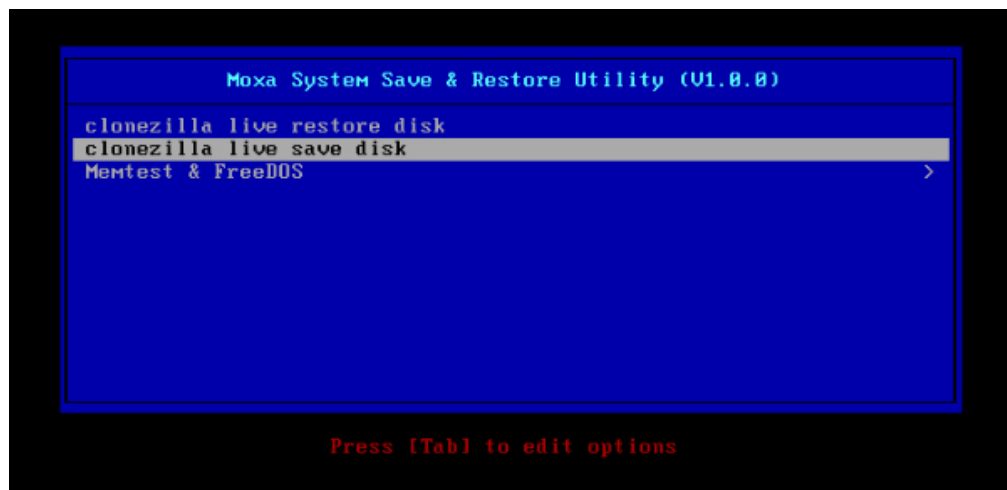 Moxa System Save & Restore Utility (V1.0.0)
clonezilla live restore disk
clonezilla live save disk
Memtest & FreeDOS >
Press [Tab] to edit options